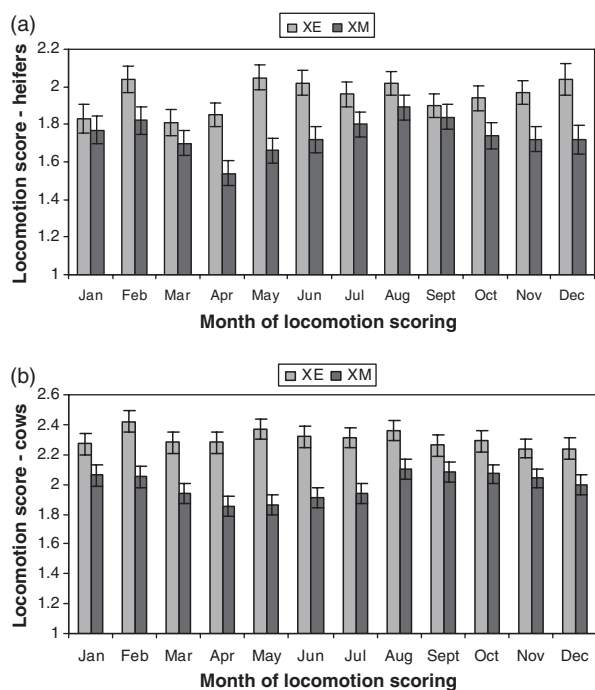 (a)
XE XM
Locomotion score - heifers
2.2
2
1.8
1.6
1.4
1.2
1
Jan Feb Mar Apr May Jun Jul Aug Sept Oct Nov Dec
Month of locomotion scoring
(b)
XE XM
Locomotion score - cows
2.6
2.4
2.2
2
1.8
1.6
1.4
1.2
1
Jan Feb Mar Apr May Jun Jul Aug Sept Oct Nov Dec
Month of locomotion scoring